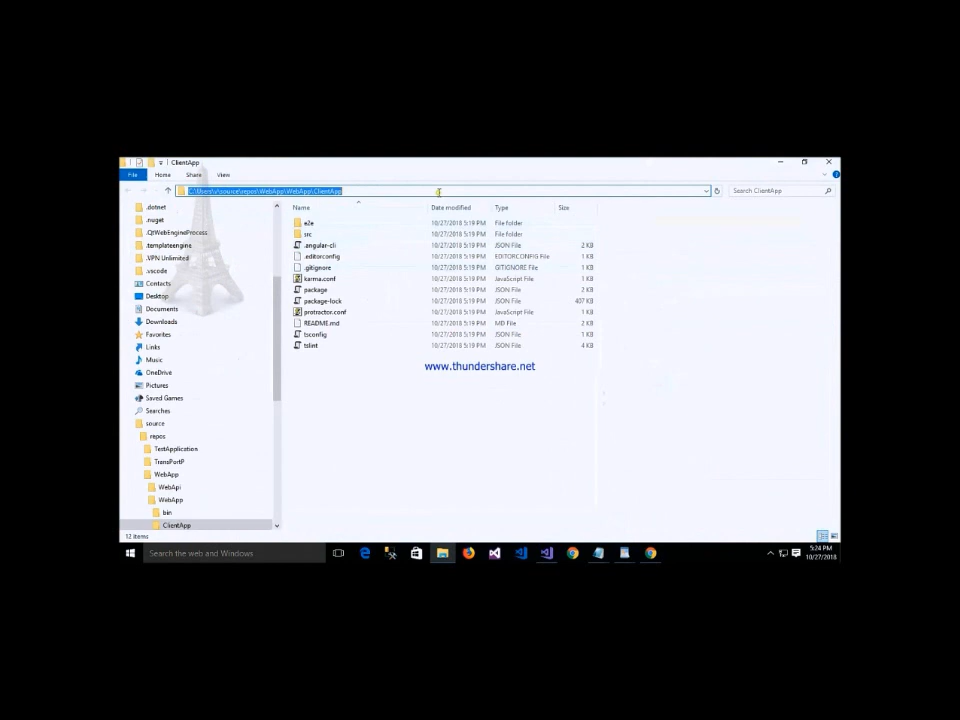 ClientApp
File Home Share View
C:\Users\v\source\repos\WebApp\WebApp\ClientApp
Search ClientApp
Name Date modified Type Size
.dotnet
.nuget
.QtWebEngineProcess
.templateengine
.VPN Unlimited
.vscode
Contacts
Desktop
Documents
Downloads
Favorites
Links
Music
OneDrive
Pictures
Saved Games
Searches
source
repos
TestApplication
TransPortP
WebApp
WebApi
WebApp
bin
ClientApp
e2e 10/27/2018 5:19 PM File folder
src 10/27/2018 5:19 PM File folder
.angular-cli 10/27/2018 5:19 PM JSON File 2 KB
.editorconfig 10/27/2018 5:19 PM EDITORCONFIG File 1 KB
.gitignore 10/27/2018 5:19 PM GITIGNORE File 1 KB
karma.conf 10/27/2018 5:19 PM JavaScript File 1 KB
package 10/27/2018 5:19 PM JSON File 2 KB
package-lock 10/27/2018 5:19 PM JSON File 407 KB
protractor.conf 10/27/2018 5:19 PM JavaScript File 1 KB
README.md 10/27/2018 5:19 PM MD File 2 KB
tsconfig 10/27/2018 5:19 PM JSON File 1 KB
tslint 10/27/2018 5:19 PM JSON File 4 KB
www.thundershare.net
12 items
Search the web and Windows
5:24 PM
10/27/2018